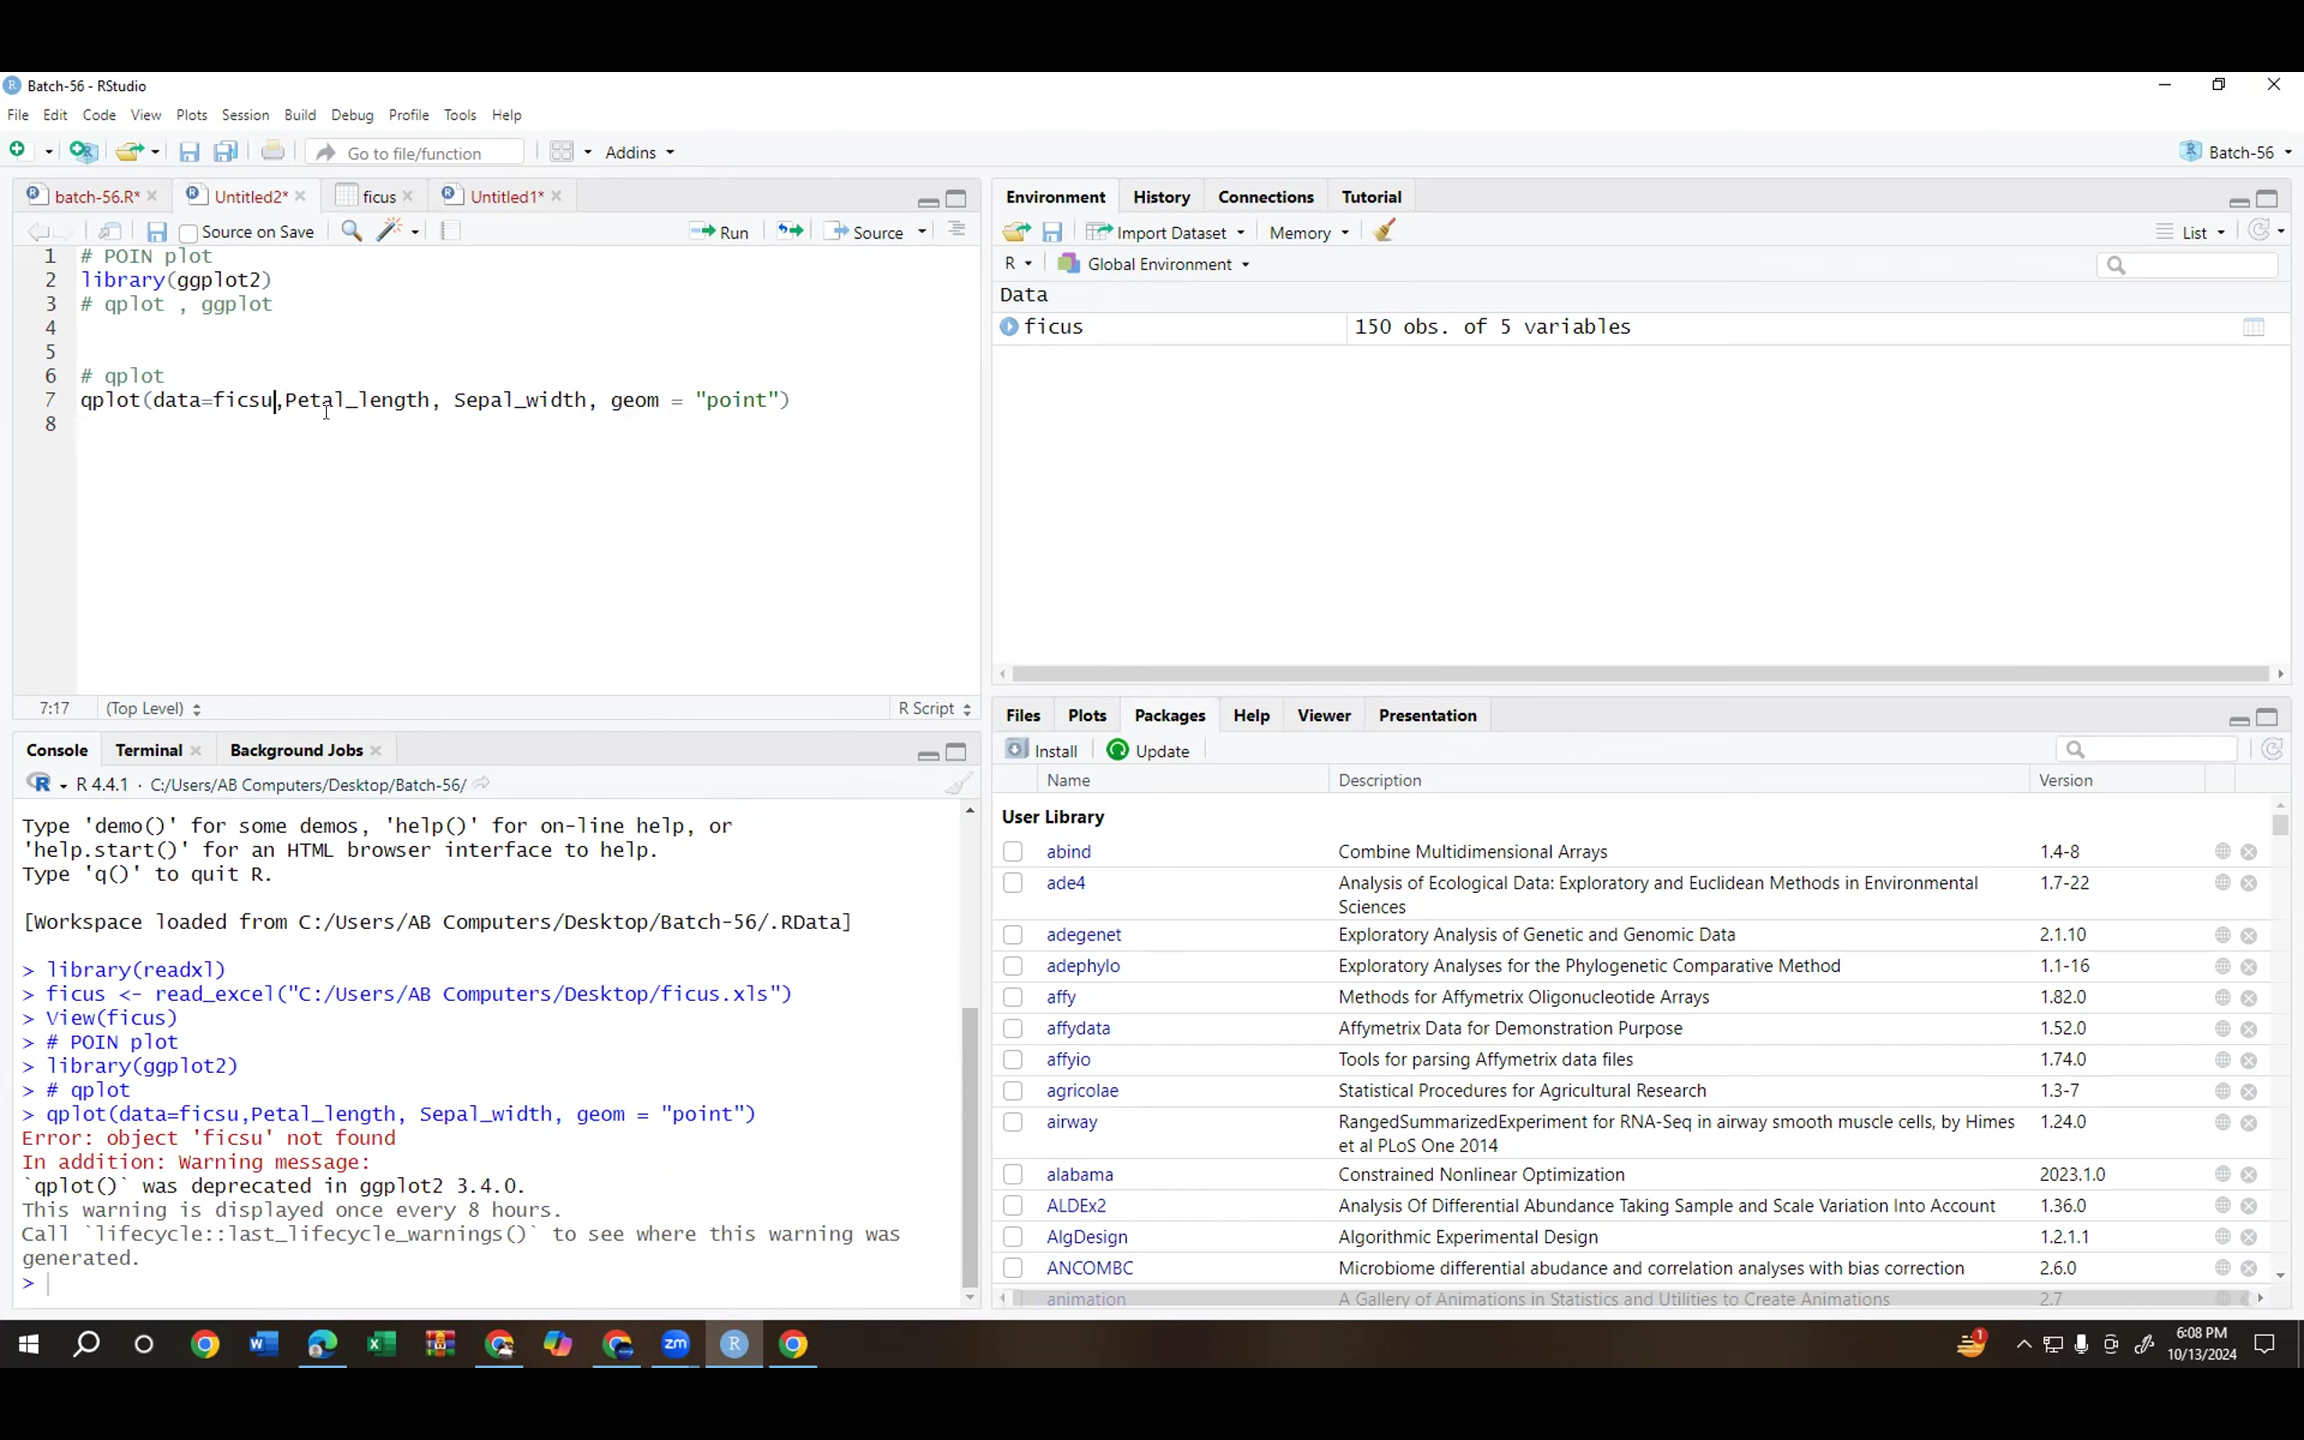 Batch-56 - RStudio
File Edit Code View Plots Session Build Debug Profile Tools Help
Go to file/function Addins Batch-56
batch-56.R* Untitled2* ficus Untitled1*
Source on Save Run Source
1 # POIN plot
2 library(ggplot2)
3 # qplot , ggplot
4
5
6 # qplot
7 qplot(data=ficsu,Petal_length, Sepal_width, geom = "point")
8
7:17 (Top Level) R Script
Console Terminal Background Jobs
R 4.4.1 · C:/Users/AB Computers/Desktop/Batch-56/
Type 'demo()' for some demos, 'help()' for on-line help, or
'help.start()' for an HTML browser interface to help.
Type 'q()' to quit R.
[Workspace loaded from C:/Users/AB Computers/Desktop/Batch-56/.RData]
> library(readxl)
> ficus <- read_excel("C:/Users/AB Computers/Desktop/ficus.xls")
> View(ficus)
> # POIN plot
> library(ggplot2)
> # qplot
> qplot(data=ficsu,Petal_length, Sepal_width, geom = "point")
Error: object 'ficsu' not found
In addition: Warning message:
`qplot()` was deprecated in ggplot2 3.4.0.
This warning is displayed once every 8 hours.
Call `lifecycle::last_lifecycle_warnings()` to see where this warning was
generated.
>
Environment History Connections Tutorial
Import Dataset Memory List
R Global Environment
Data
ficus 150 obs. of 5 variables
Files Plots Packages Help Viewer Presentation
Install Update
Name Description Version
User Library
abind Combine Multidimensional Arrays 1.4-8
ade4 Analysis of Ecological Data: Exploratory and Euclidean Methods in Environmental 1.7-22
Sciences
adegenet Exploratory Analysis of Genetic and Genomic Data 2.1.10
adephylo Exploratory Analyses for the Phylogenetic Comparative Method 1.1-16
affy Methods for Affymetrix Oligonucleotide Arrays 1.82.0
affydata Affymetrix Data for Demonstration Purpose 1.52.0
affyio Tools for parsing Affymetrix data files 1.74.0
agricolae Statistical Procedures for Agricultural Research 1.3-7
airway RangedSummarizedExperiment for RNA-Seq in airway smooth muscle cells, by Himes 1.24.0
et al PLoS One 2014
alabama Constrained Nonlinear Optimization 2023.1.0
ALDEx2 Analysis Of Differential Abundance Taking Sample and Scale Variation Into Account 1.36.0
AlgDesign Algorithmic Experimental Design 1.2.1.1
ANCOMBC Microbiome differential abudance and correlation analyses with bias correction 2.6.0
animation A Gallery of Animations in Statistics and Utilities to Create Animations 2.7
zm R 1
6:08 PM
10/13/2024